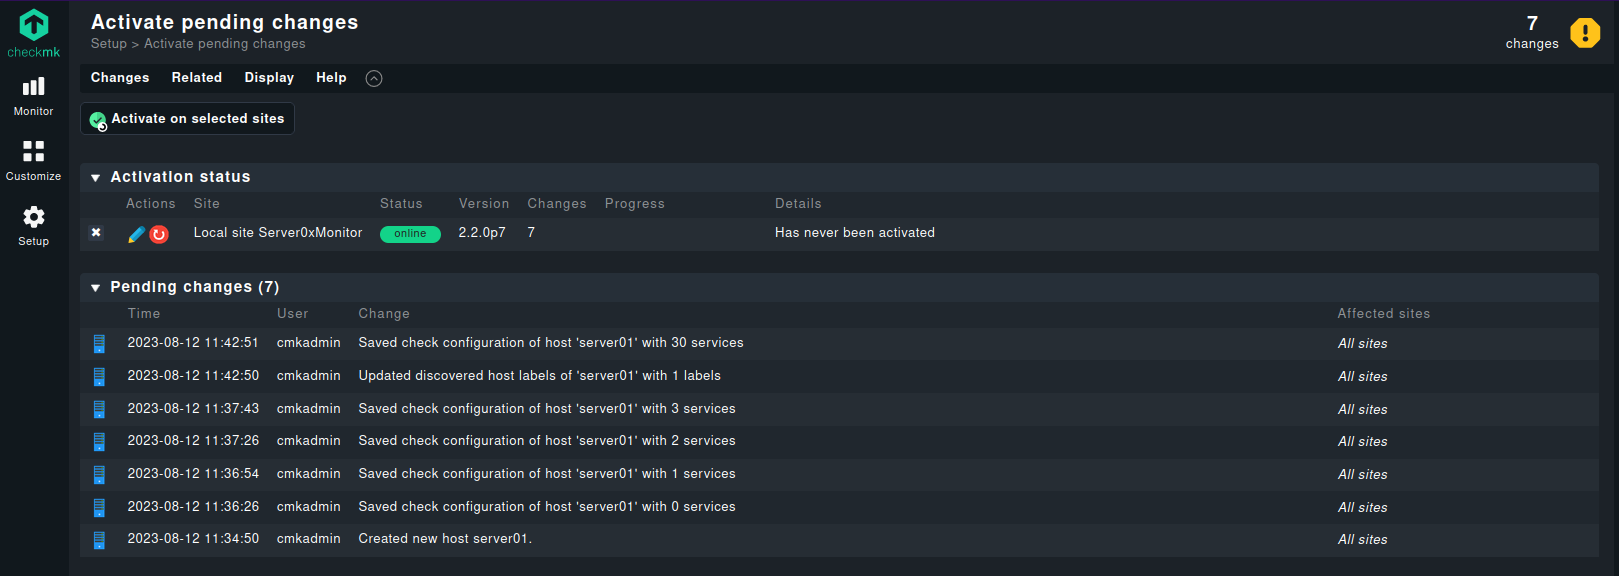 Activate pending changes
Setup > Activate pending changes
7
changes
checkmk
Monitor
Customize
Setup
Changes Related Display Help
Activate on selected sites
Activation status
Actions Site Status Version Changes Progress Details
Local site Server0xMonitor online 2.2.0p7 7 Has never been activated
Pending changes (7)
Time User Change Affected sites
2023-08-12 11:42:51 cmkadmin Saved check configuration of host 'server01' with 30 services All sites
2023-08-12 11:42:50 cmkadmin Updated discovered host labels of 'server01' with 1 labels All sites
2023-08-12 11:37:43 cmkadmin Saved check configuration of host 'server01' with 3 services All sites
2023-08-12 11:37:26 cmkadmin Saved check configuration of host 'server01' with 2 services All sites
2023-08-12 11:36:54 cmkadmin Saved check configuration of host 'server01' with 1 services All sites
2023-08-12 11:36:26 cmkadmin Saved check configuration of host 'server01' with 0 services All sites
2023-08-12 11:34:50 cmkadmin Created new host server01. All sites